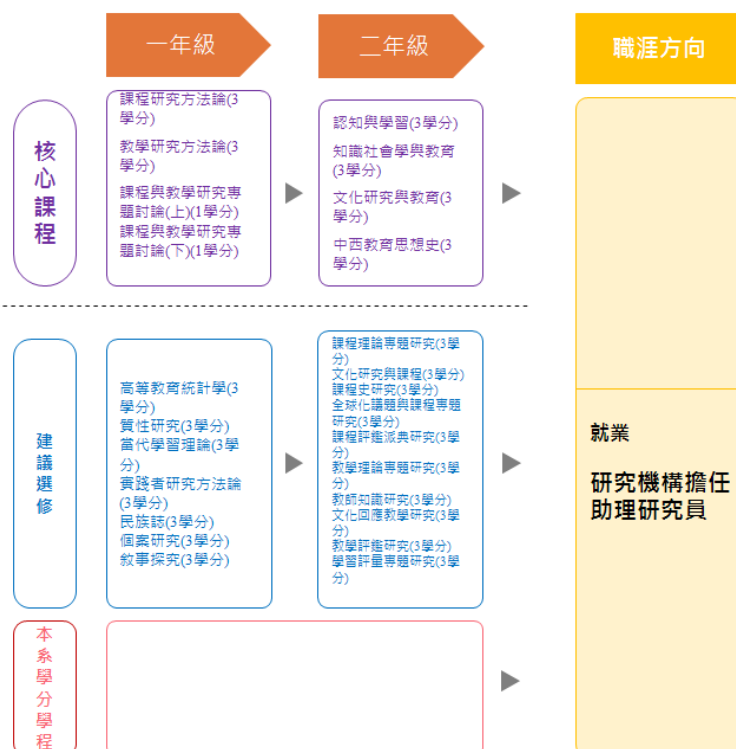 一年級
二年級
職涯方向
核
心
課
程
課程研究方法論(3
學分)
教學研究方法論(3
學分)
課程與教學研究專
題討論(上)(1學分)
課程與教學研究專
題討論(下)(1學分)
認知與學習(3學分)
知識社會學與教育
(3學分)
文化研究與教育(3
學分)
中西教育思想史(3
學分)
建
議
選
修
高等教育統計學(3
學分)
質性研究(3學分)
當代學習理論(3學
分)
實踐者研究方法論
(3學分)
民族誌(3學分)
個案研究(3學分)
敘事探究(3學分)
課程理論專題研究(3學
分)
文化研究與課程(3學分)
課程史研究(3學分)
全球化議題與課程專題
研究(3學分)
課程評鑑派典研究(3學
分)
教學理論專題研究(3學
分)
教師知識研究(3學分)
文化回應教學研究(3學
分)
教學評鑑研究(3學分)
學習評量專題研究(3學
分)
就業
研究機構擔任
助理研究員
本
系
學
分
學
程